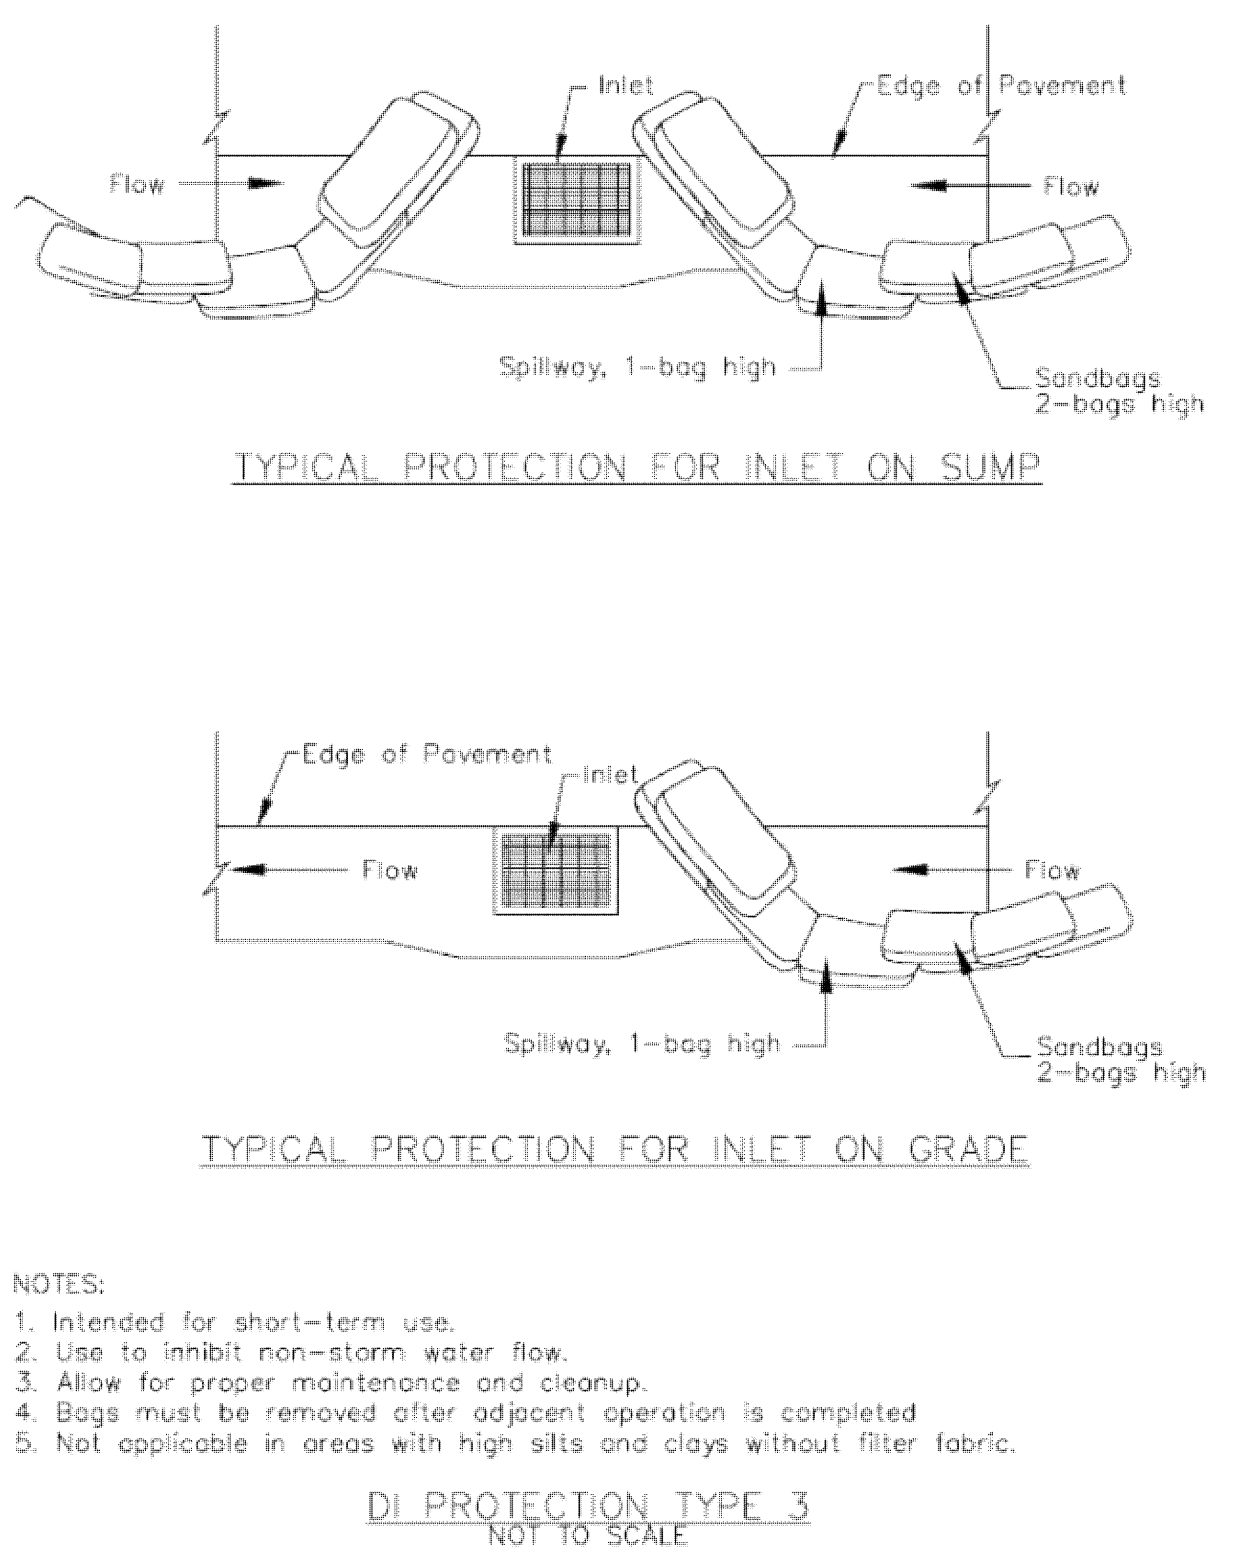 Inlet
Edge of Pavement
Flow
Flow
Spillway, 1-bag high
Sandbags
2-bags high
TYPICAL PROTECTION FOR INLET ON SUMP
Edge of Pavement
Inlet
Flow
Flow
Spillway, 1-bag high
Sandbags
2-bags high
TYPICAL PROTECTION FOR INLET ON GRADE
NOTES:
1. Intended for short-term use.
2. Use to inhibit non-storm water flow.
3. Allow for proper maintenance and cleanup.
4. Bags must be removed after adjacent operation is completed
5. Not applicable in areas with high silts and clays without filter fabric.
DI PROTECTION TYPE 3
NOT TO SCALE